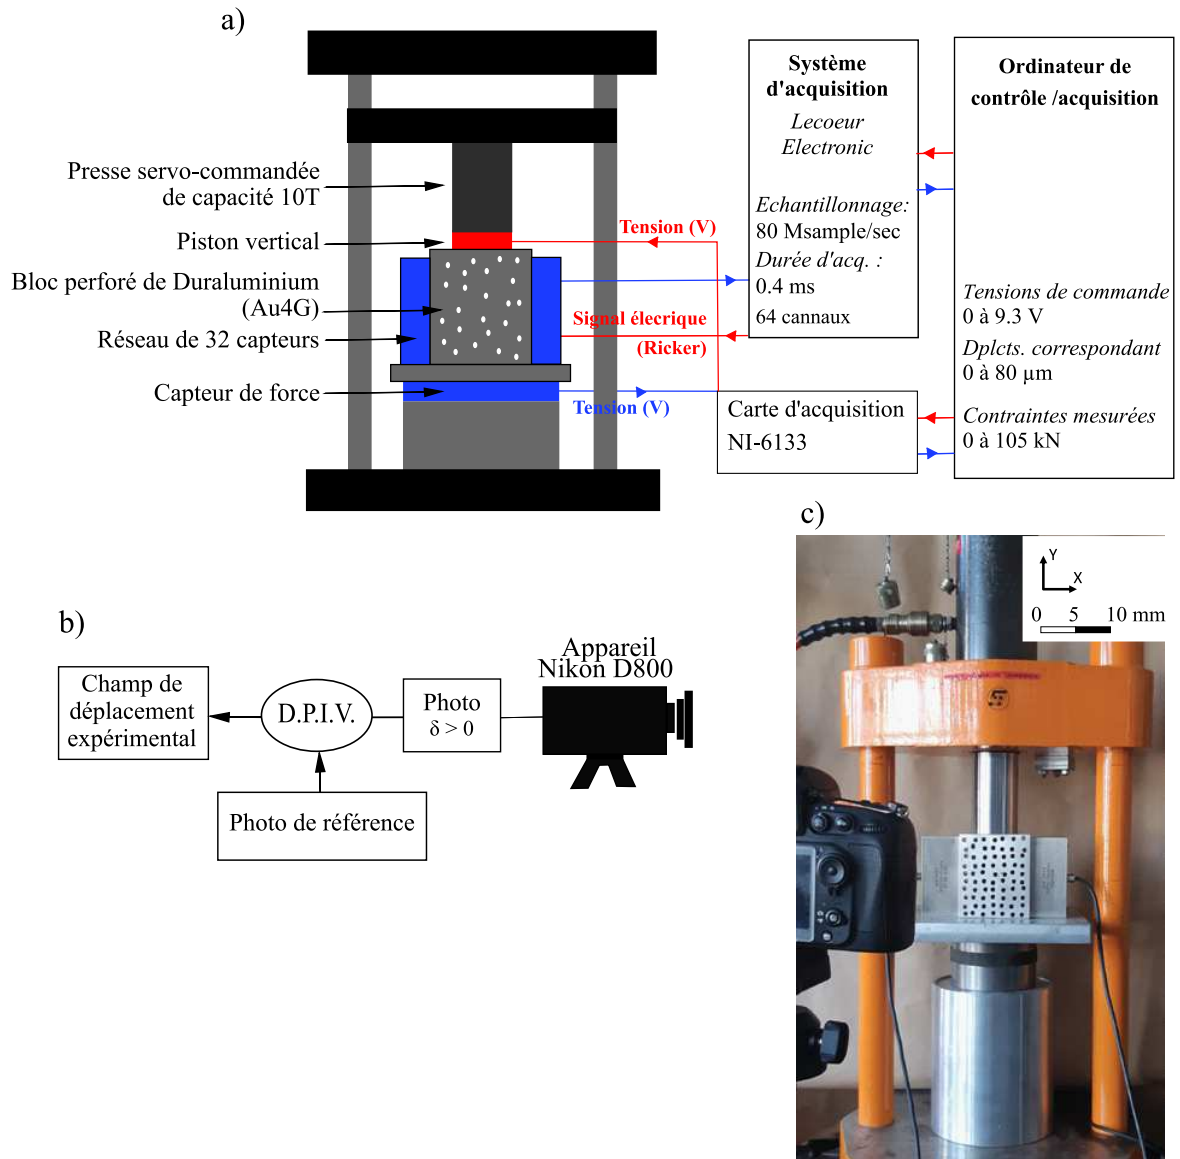 a)
Presse servo-commandée
de capacité 10T
Piston vertical
Bloc perforé de Duraluminium
(Au4G)
Réseau de 32 capteurs
Capteur de force
Tension (V)
Signal élecrique
(Ricker)
Tension (V)
Système
d'acquisition
Lecoeur
Electronic
Echantillonnage:
80 Msample/sec
Durée d'acq. :
0.4 ms
64 cannaux
Carte d'acquisition
NI-6133
Ordinateur de
contrôle /acquisition
Tensions de commande
0 à 9.3 V
Dplcts. correspondant
0 à 80 µm
Contraintes mesurées
0 à 105 kN
b)
Champ de
déplacement
expérimental
D.P.I.V.
Photo
δ > 0
Appareil
Nikon D800
Photo de référence
c)
Y
X
0 5 10 mm